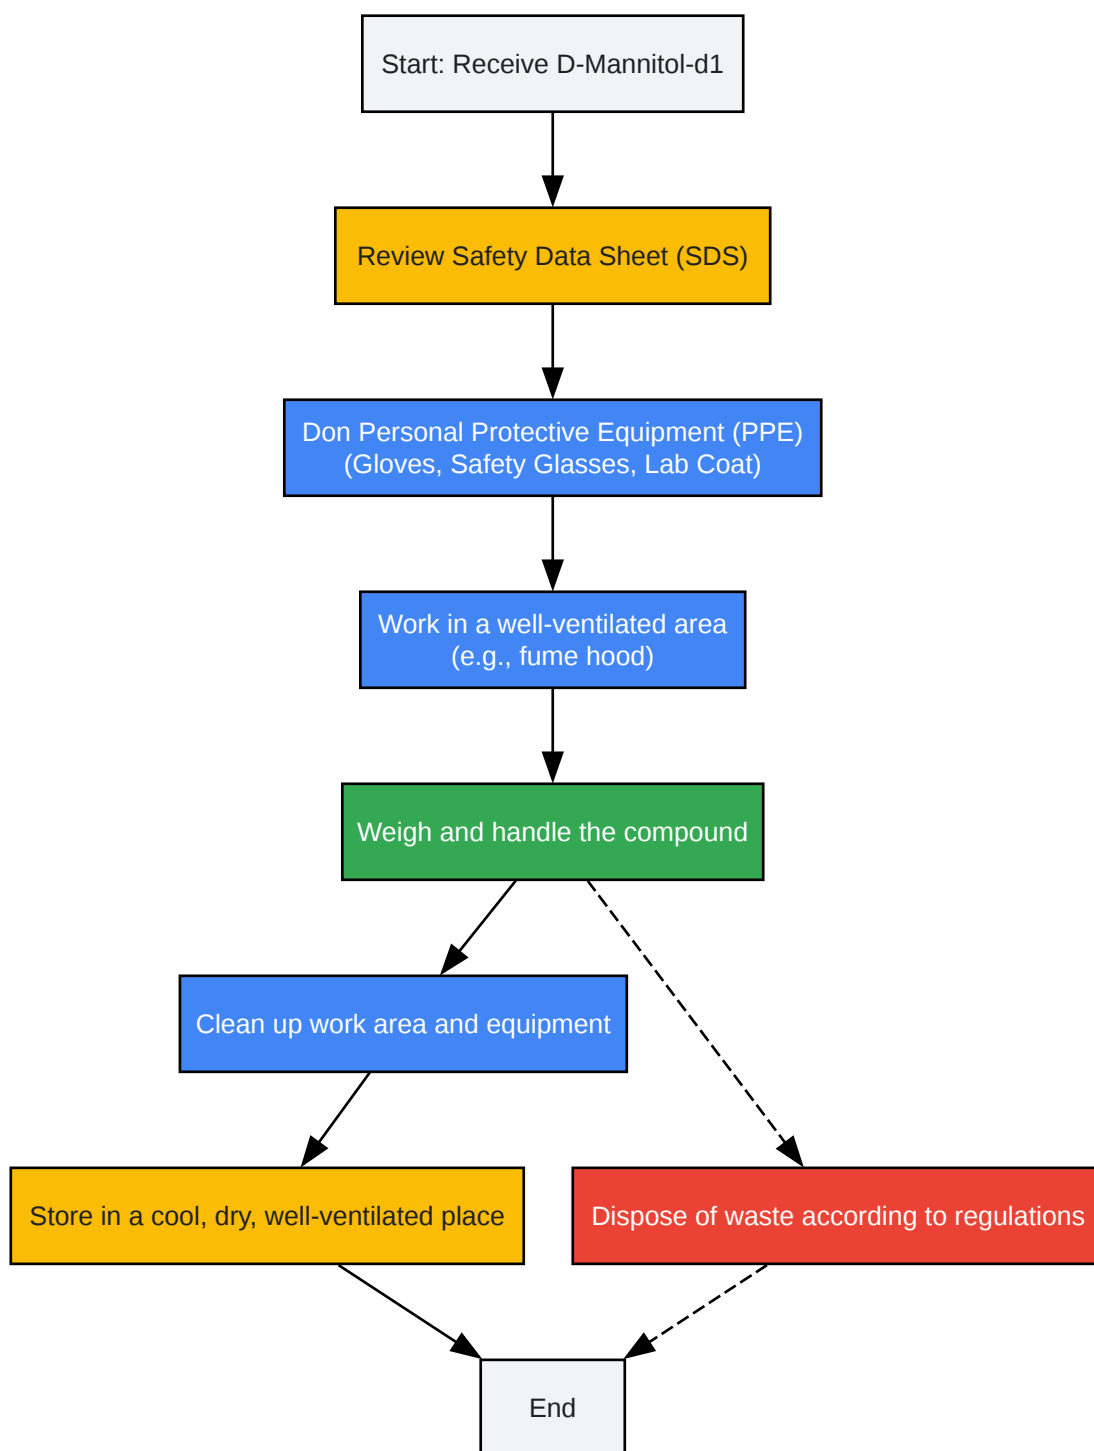 Start: Receive D-Mannitol-d1
Review Safety Data Sheet (SDS)
Don Personal Protective Equipment (PPE)
(Gloves, Safety Glasses, Lab Coat)
Work in a well-ventilated area
(e.g., fume hood)
Weigh and handle the compound
Clean up work area and equipment
Store in a cool, dry, well-ventilated place
Dispose of waste according to regulations
End